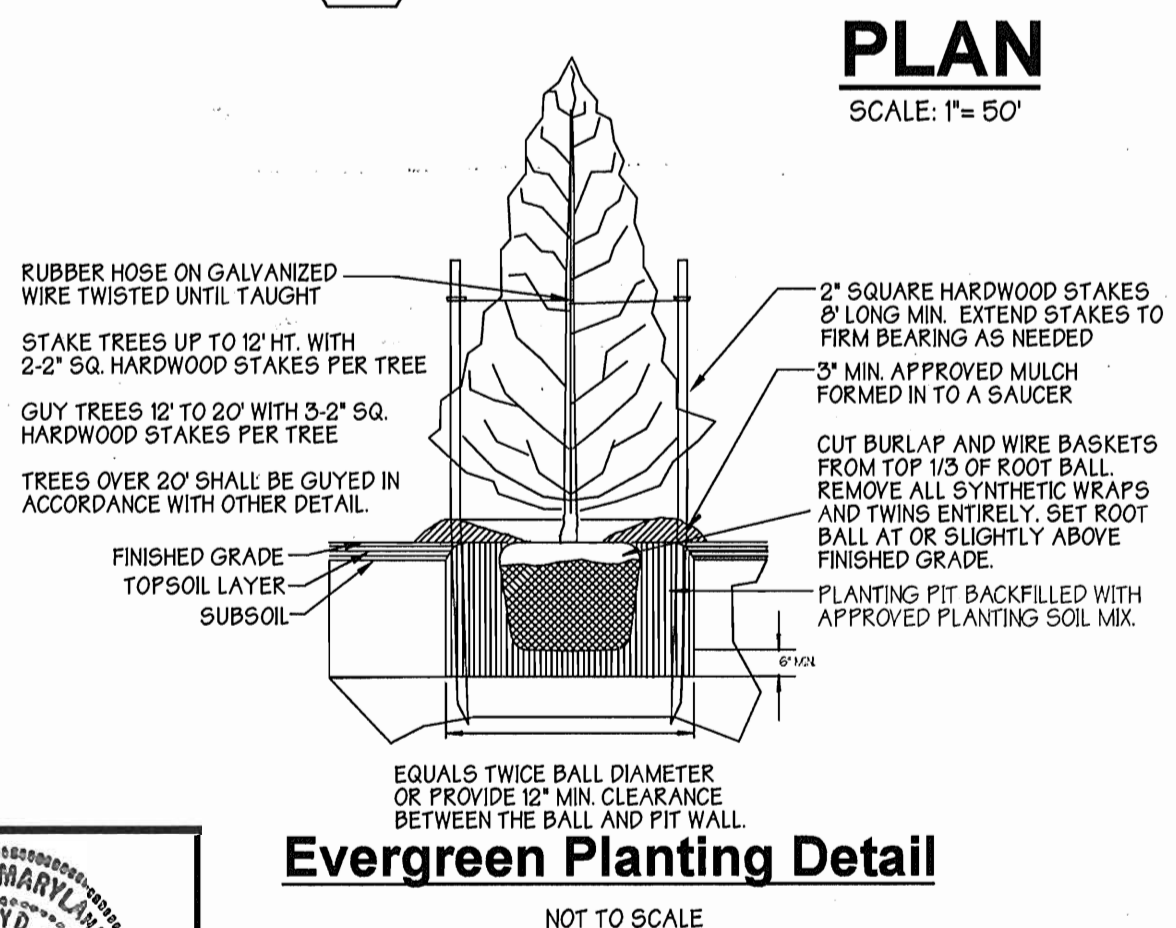 PLAN
SCALE: 1"= 50'
RUBBER HOSE ON GALVANIZED
WIRE TWISTED UNTIL TAUGHT
STAKE TREES UP TO 12' HT. WITH
2-2" SQ. HARDWOOD STAKES PER TREE
GUY TREES 12' TO 20' WITH 3-2" SQ.
HARDWOOD STAKES PER TREE
TREES OVER 20' SHALL BE GUYED IN
ACCORDANCE WITH OTHER DETAIL.
FINISHED GRADE
TOPSOIL LAYER
SUBSOIL
2" SQUARE HARDWOOD STAKES
8' LONG MIN. EXTEND STAKES TO
FIRM BEARING AS NEEDED
3" MIN. APPROVED MULCH
FORMED IN TO A SAUCER
CUT BURLAP AND WIRE BASKETS
FROM TOP 1/3 OF ROOT BALL.
REMOVE ALL SYNTHETIC WRAPS
AND TWINS ENTIRELY. SET ROOT
BALL AT OR SLIGHTLY ABOVE
FINISHED GRADE.
PLANTING PIT BACKFILLED WITH
APPROVED PLANTING SOIL MIX.
6" MIN.
EQUALS TWICE BALL DIAMETER
OR PROVIDE 12" MIN. CLEARANCE
BETWEEN THE BALL AND PIT WALL.
Evergreen Planting Detail
NOT TO SCALE